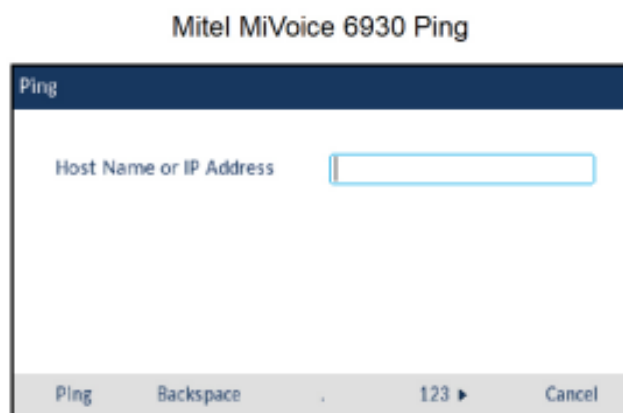 Mitel MiVoice 6930 Ping
Ping
Host Name or IP Address
Ping Backspace . 123 ▸ Cancel